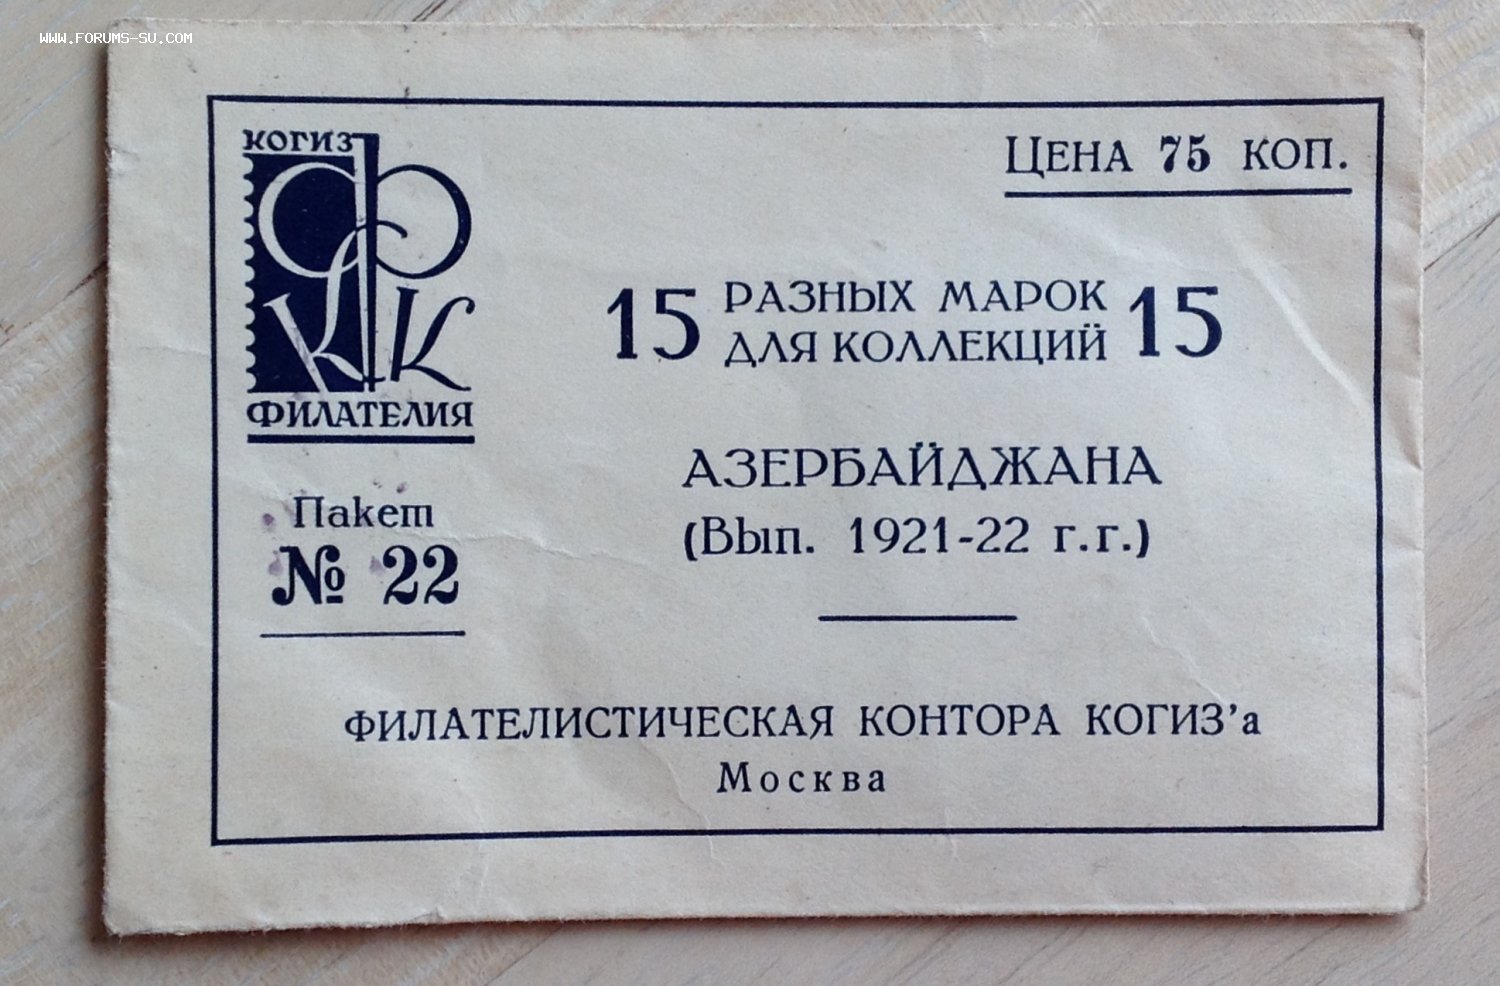 WWW.FORUMS-SU.COM
КОГИЗ
ФК
ФИЛАТЕЛИЯ
Пакет
№ 22
Цена 75 коп.
15 РАЗНЫХ МАРОК 15
ДЛЯ КОЛЛЕКЦИЙ
АЗЕРБАЙДЖАНА
(Вып. 1921-22 г.г.)
ФИЛАТЕЛИСТИЧЕСКАЯ КОНТОРА КОГИЗ'а
Москва